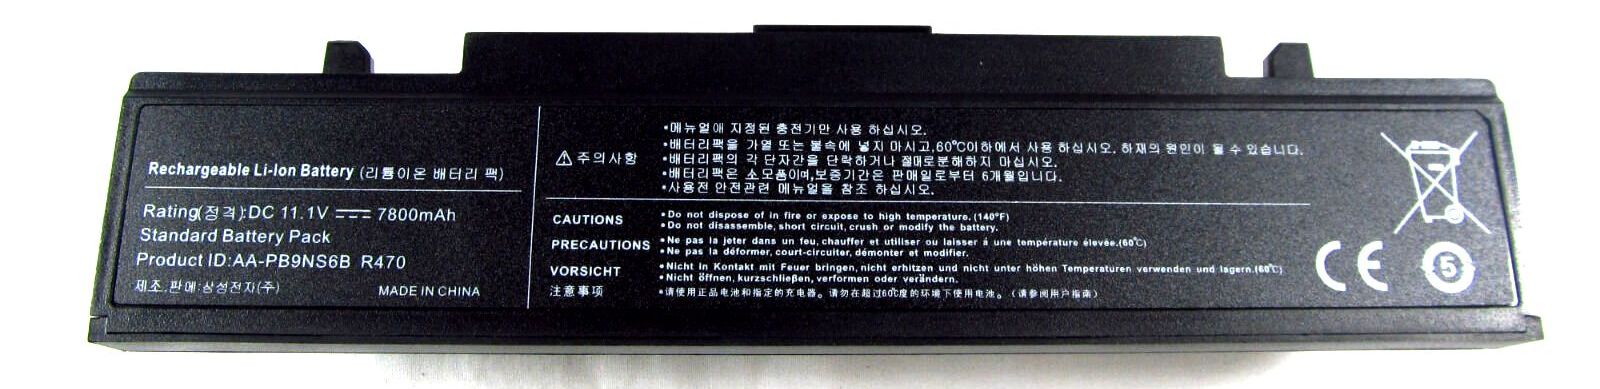 Rechargeable Li-Ion Battery (리튬이온 배터리 팩)
Rating(정격):DC 11.1V 7800mAh
Standard Battery Pack
Product ID:AA-PB9NS6B R470
제조.판매:삼성전자(주)
MADE IN CHINA
주의사항
•메뉴얼애 지정된 충전기만 사용 하십시오.
•배터리팩을 가열 또는 불속에 넣지 마시고,60℃이하에서 사용 하십시오. 하재의 원인이 될 수 있습니다.
•배터리팩의 각 단자간을 단락하거나 절때로분해하지 마십시오.
•배터리팩은 소모품이며,보증기간은 판매일로부터 6개월입니다.
•사용전 안전관련 메뉴얼을 참조 하십시오.
CAUTIONS
•Do not dispose of in fire or expose to high temperature.(140°F)
•Do not disassemble, short circuit, crush or modify the battery.
PRECAUTIONS
•Ne pas la jeter dans un feu, chauffer et utiliser ou laisser á une température élevée.(60℃)
•Ne pas la déformer, court-circuiter, démonter et modifier.
VORSICHT
•Nicht In Kontakt mit Feuer bringen, nicht erhitzen und nicht unter höhen Temperaturen verwenden und lagern.(60℃)
Nicht öffnen, kurzschließen, verformen oder verändern.
注意事项
•请使用正品电池和指定的充电器。请勿在超过60℃度的环境下使用电池。（请参阅用户指南）
CE
5